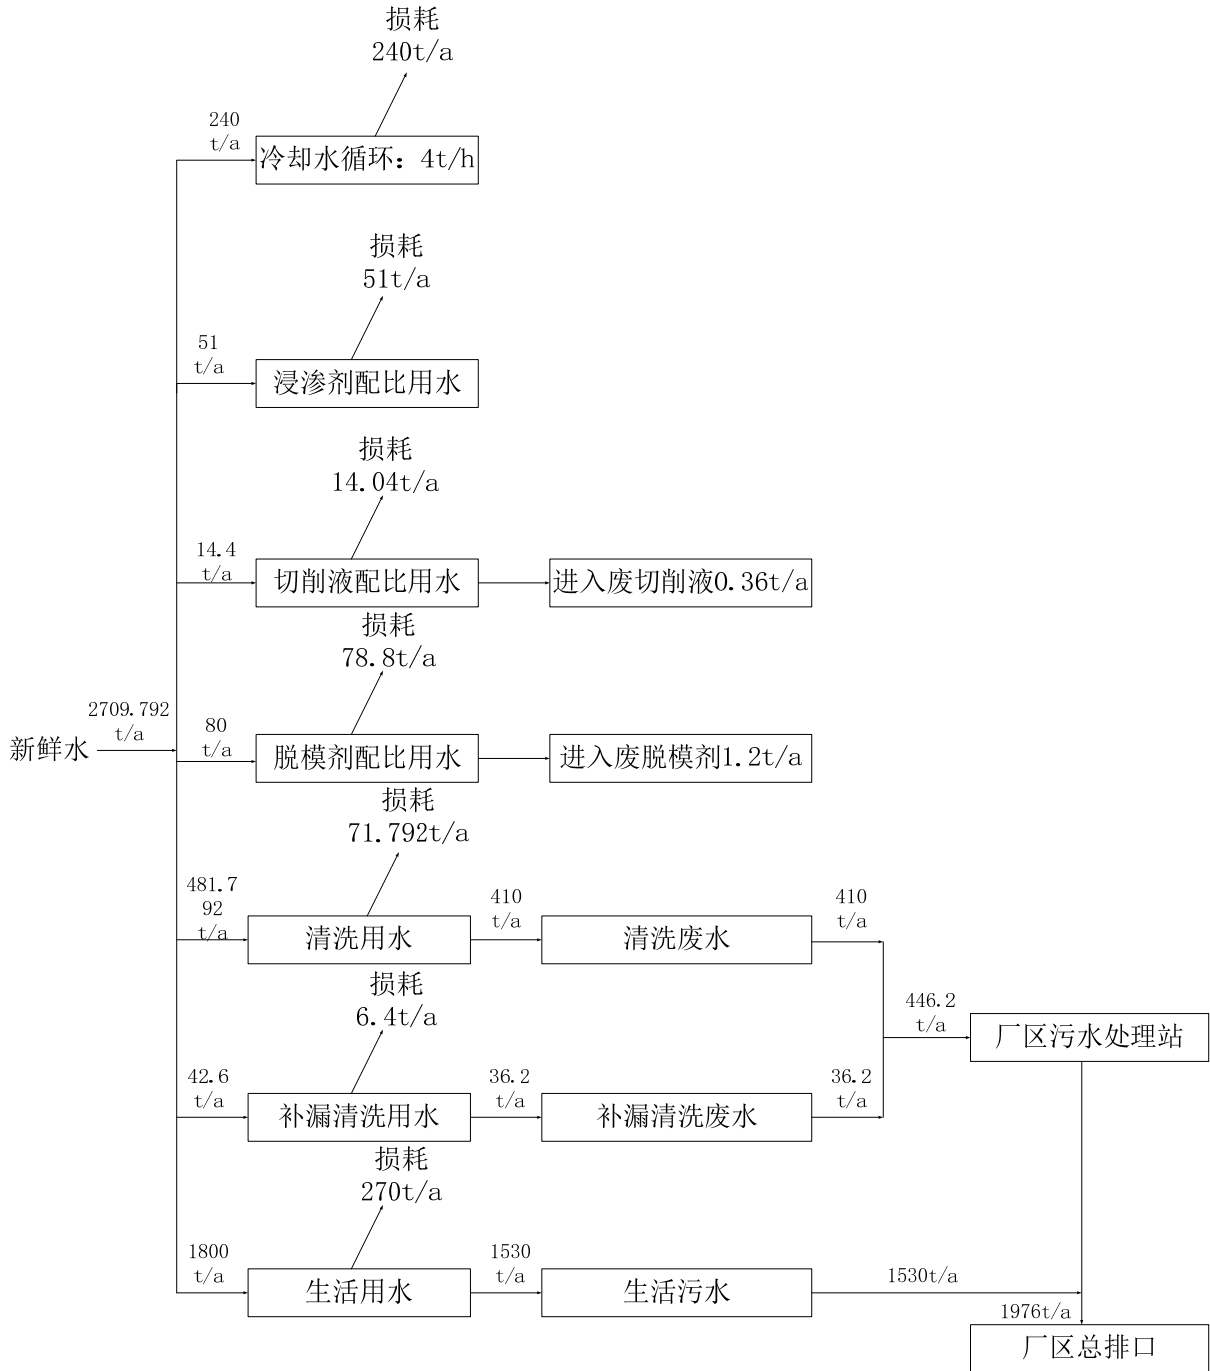 损耗
240t/a
240
t/a
冷却水循环：4t/h
损耗
51t/a
51
t/a
浸渗剂配比用水
损耗
14.04t/a
14.4
t/a
切削液配比用水
进入废切削液0.36t/a
损耗
78.8t/a
新鲜水
2709.792
t/a
80
t/a
脱模剂配比用水
进入废脱模剂1.2t/a
损耗
71.792t/a
481.7
92
t/a
清洗用水
410
t/a
清洗废水
410
t/a
损耗
6.4t/a
446.2
t/a
厂区污水处理站
42.6
t/a
补漏清洗用水
36.2
t/a
补漏清洗废水
36.2
t/a
损耗
270t/a
1800
t/a
生活用水
1530
t/a
生活污水
1530t/a
1976t/a
厂区总排口